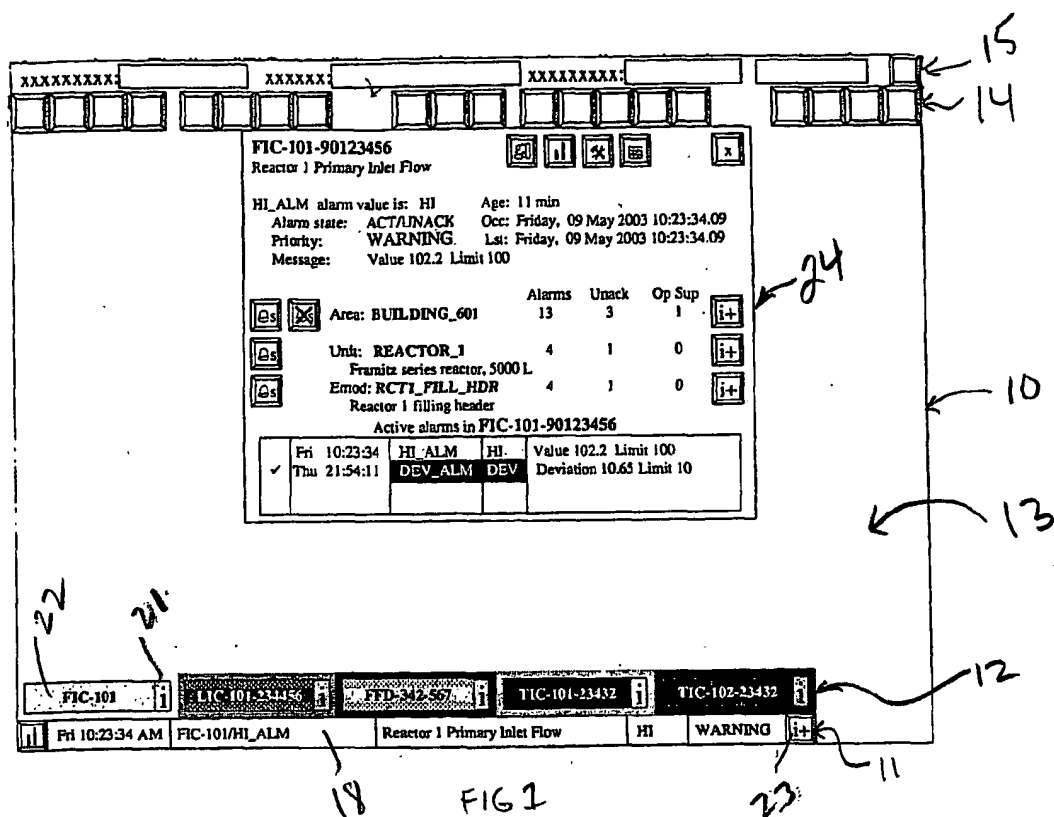 15
xxxxxxxxx: xxxxxx: xxxxxxxxx:
14
FIC-101-90123456 x
Reactor 1 Primary Inlet Flow
HI_ALM alarm value is: HI Age: 11 min
Alarm state: ACT/UNACK Occ: Friday, 09 May 2003 10:23:34.09
Priority: WARNING. Lst: Friday, 09 May 2003 10:23:34.09
Message: Value 102.2 Limit 100
24
Alarms Unack Op Sup
Area: BUILDING_601 13 3 1 i+
Unit: REACTOR_1 4 1 0 i+
Framitz series reactor, 5000 L
Emod: RCT1_FILL_HDR 4 1 0 i+
Reactor 1 filling header
10
Active alarms in FIC-101-90123456
Fri 10:23:34 HI_ALM HI Value 102.2 Limit 100
✓ Thu 21:54:11 DEV_ALM DEV Deviation 10.65 Limit 10
13
22 21
FIC-101 i LIC-101-23456 i FFD-342-567 i TIC-101-23432 i TIC-102-23432 i
12
Fri 10:23:34 AM FIC-101/HI_ALM Reactor 1 Primary Inlet Flow HI WARNING i+
11
18 FIG 1 23